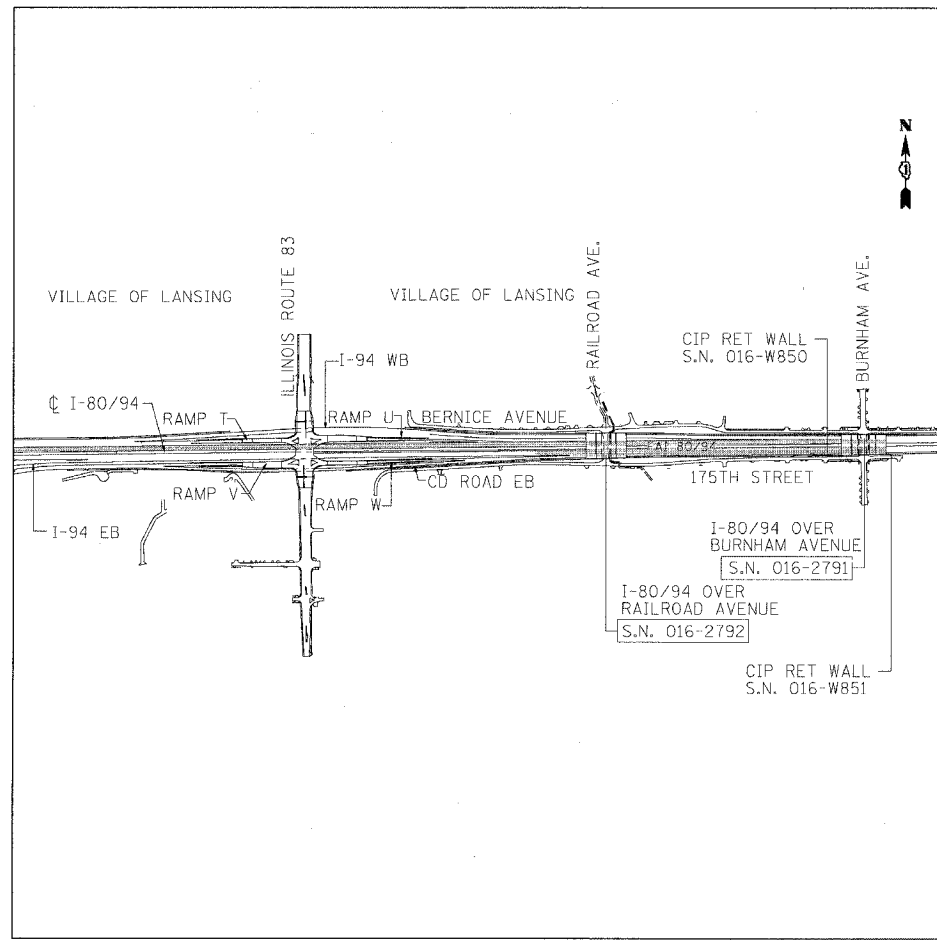 N
ILLINOIS ROUTE 83
RAILROAD AVE.
BURNHAM AVE.
VILLAGE OF LANSING
VILLAGE OF LANSING
CIP RET WALL
S.N. 016-W850
I-94 WB
℄ I-80/94
RAMP T
RAMP U
BERNICE AVENUE
FAI 80/94
175TH STREET
RAMP V
RAMP W
CD ROAD EB
I-94 EB
I-80/94 OVER
BURNHAM AVENUE
S.N. 016-2791
I-80/94 OVER
RAILROAD AVENUE
S.N. 016-2792
CIP RET WALL
S.N. 016-W851